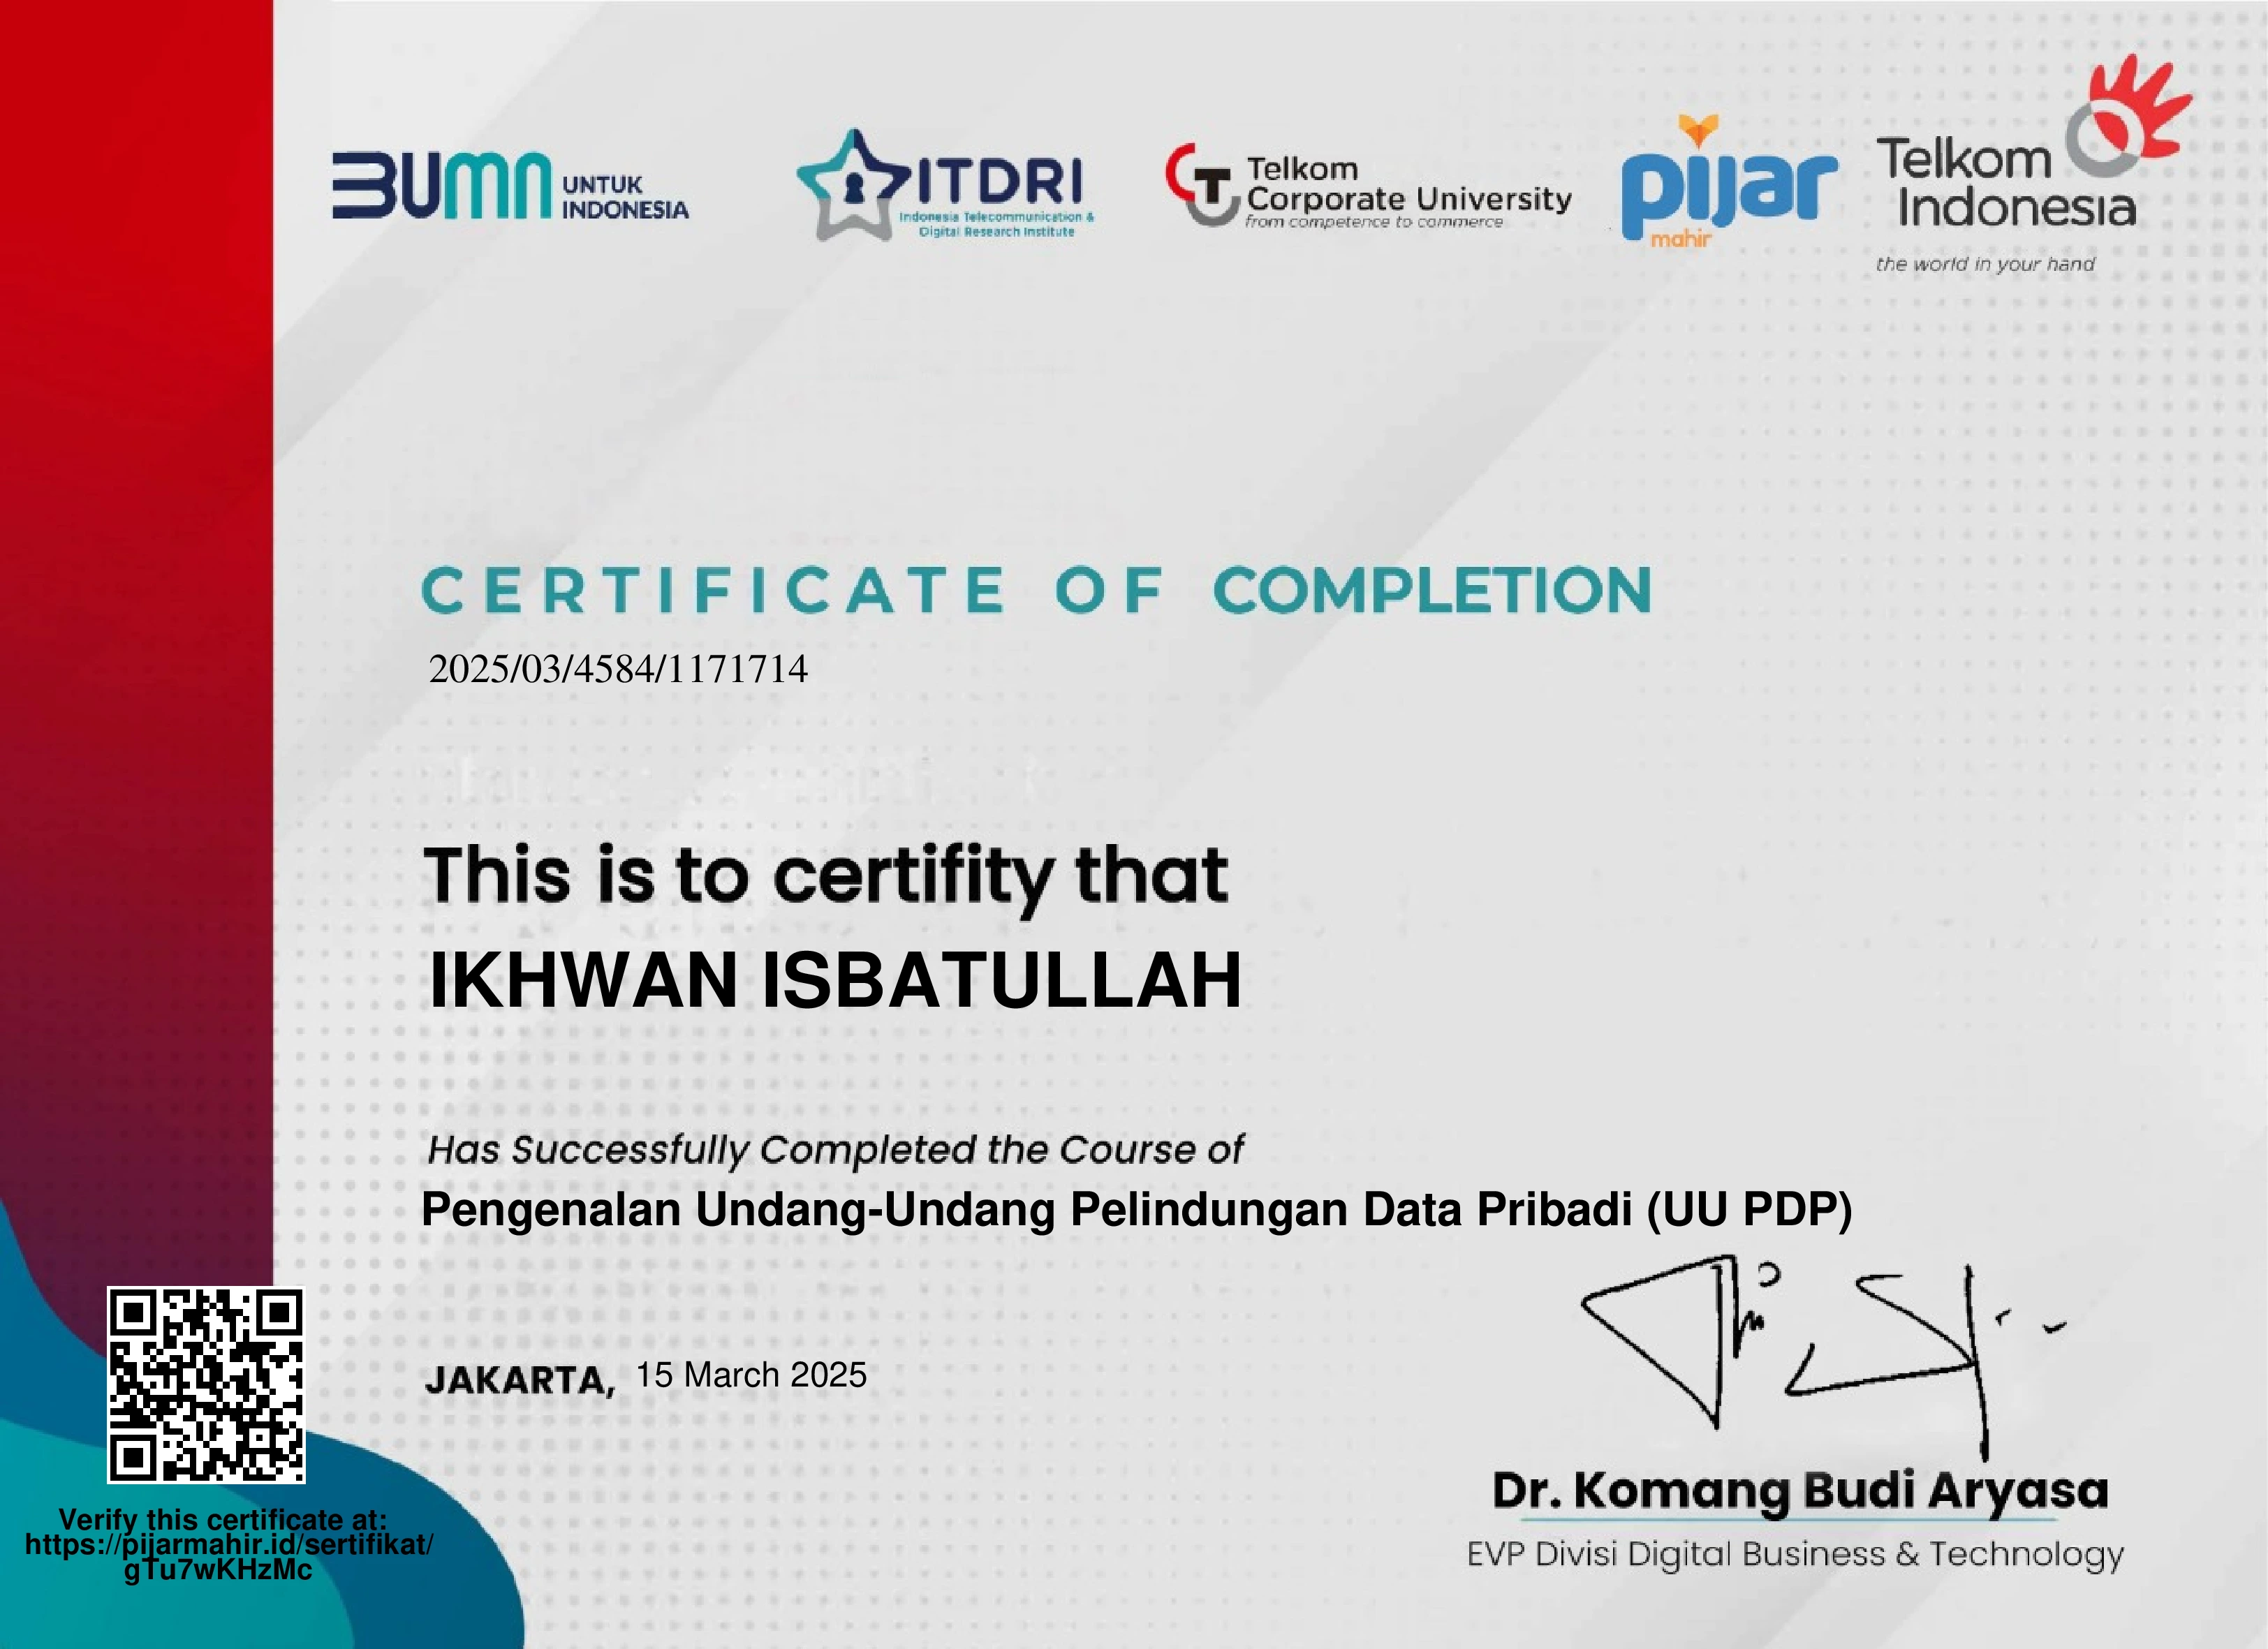 BUMN UNTUK INDONESIA
ITDRI
Indonesia Telecommunication & Digital Research Institute
Telkom Corporate University
from competence to commerce
pijar
mahir
Telkom Indonesia
the world in your hand
CERTIFICATE OF COMPLETION
2025/03/4584/1171714
This is to certifity that
IKHWAN ISBATULLAH
Has Successfully Completed the Course of
Pengenalan Undang-Undang Pelindungan Data Pribadi (UU PDP)
JAKARTA, 15 March 2025
Dr. Komang Budi Aryasa
EVP Divisi Digital Business & Technology
Verify this certificate at:
https://pijarmahir.id/sertifikat/
gTu7wKHzMc